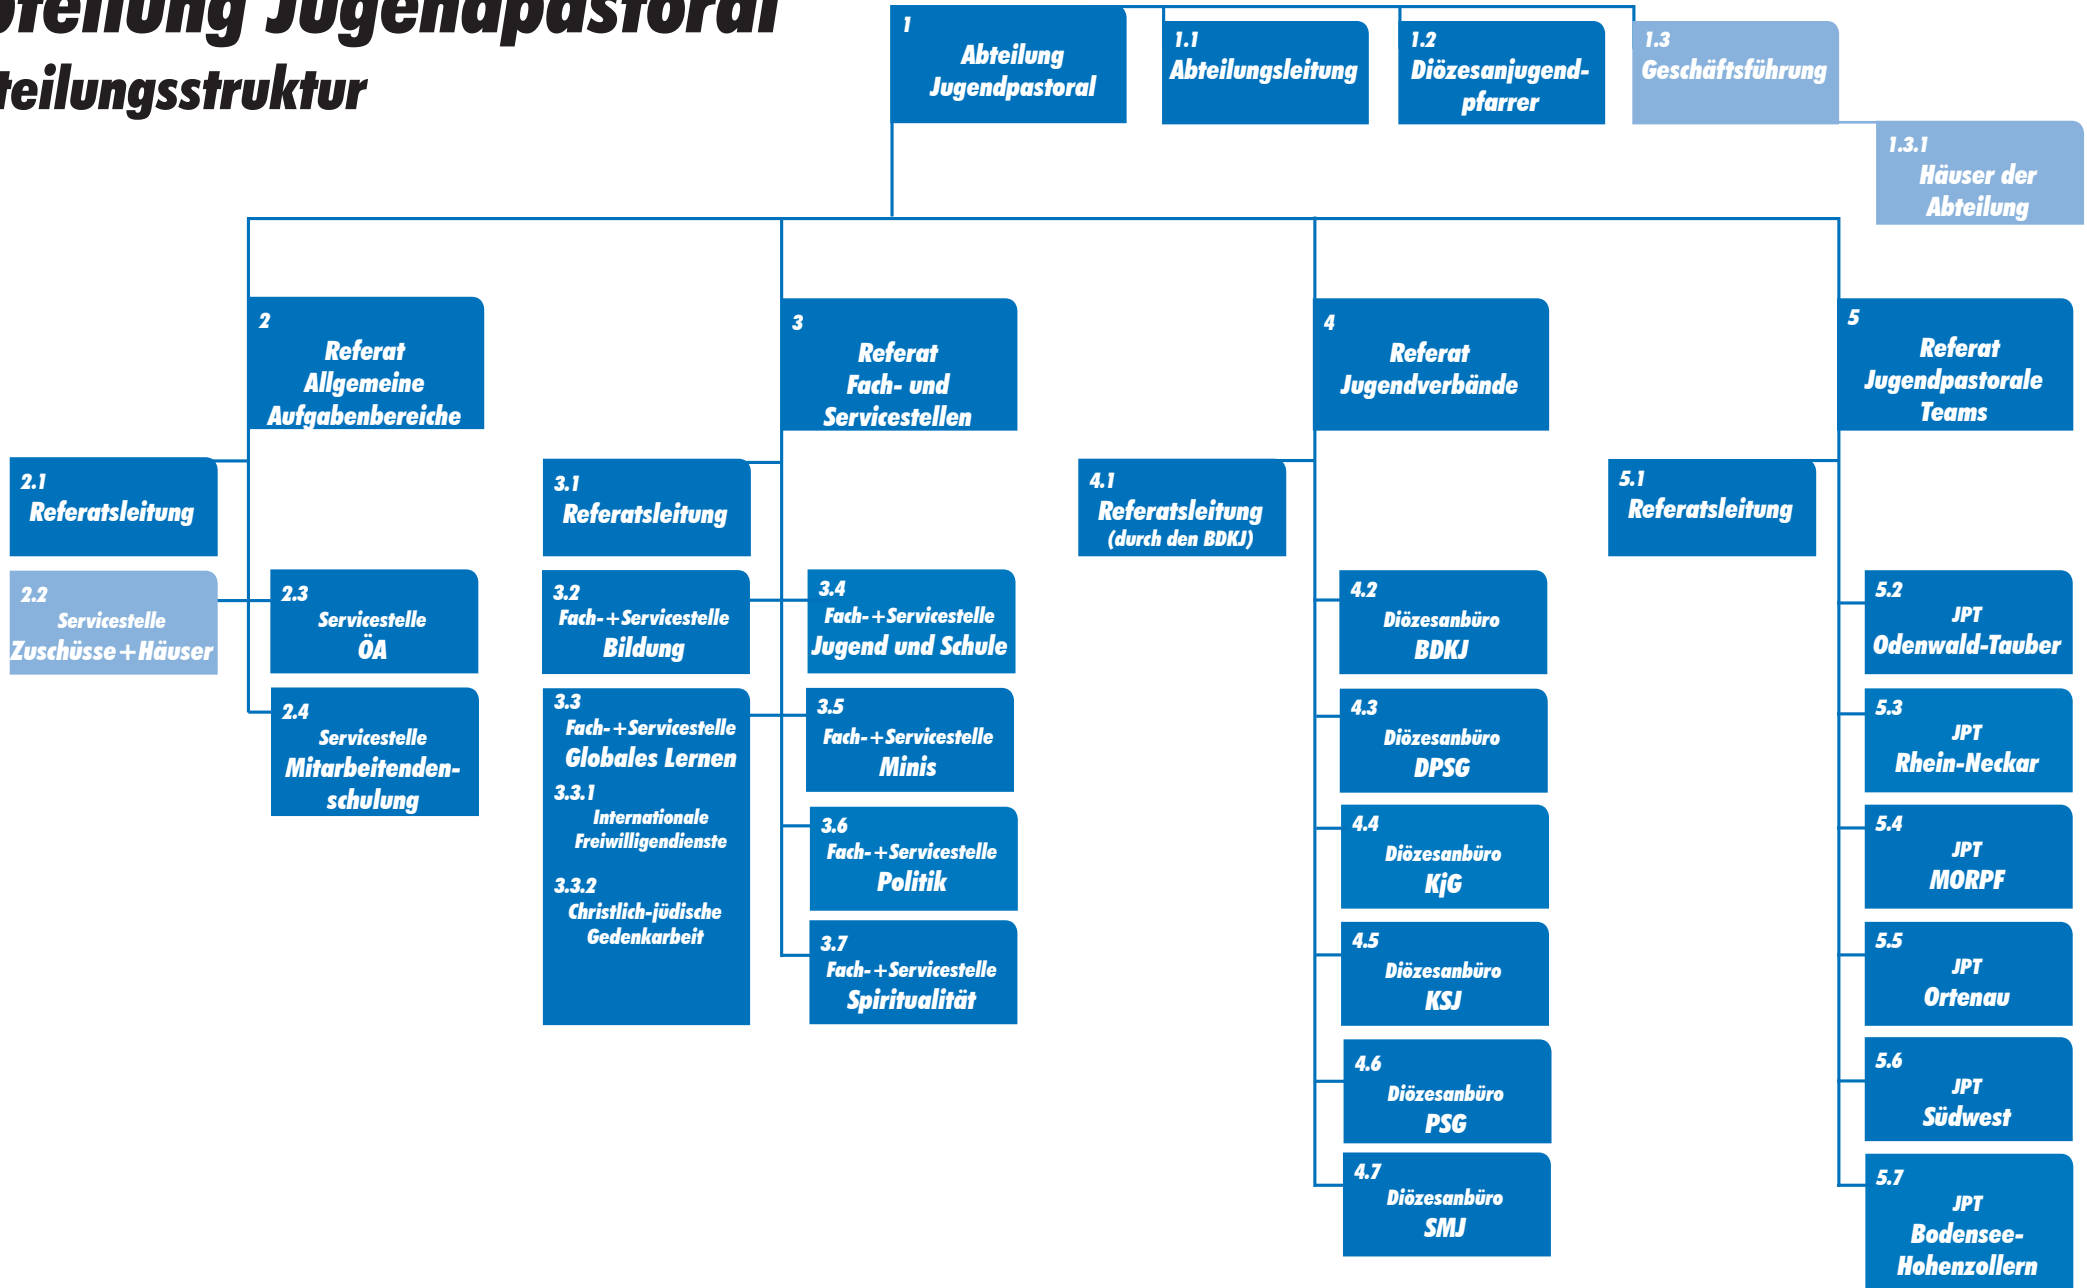 Jugendpastoral
1
Abteilung
Jugendpastoral
1.1
Abteilungsleitung
1.2
Diözesanjugend-
pfarrer
1.3
Geschäftsführung
1.3.1
Häuser der
Abteilung
2
Referat
Allgemeine
Aufgabenbereiche
2.1
Referatsleitung
2.2
Servicestelle
Zuschüsse+Häuser
2.3
Servicestelle
ÖA
2.4
Servicestelle
Mitarbeitenden-
schulung
3
Referat
Fach- und
Servicestellen
3.1
Referatsleitung
3.2
Fach-+Servicestelle
Bildung
3.3
Fach-+Servicestelle
Globales Lernen
3.3.1
Internationale
Freiwilligendienste
3.3.2
Christlich-jüdische
Gedenkarbeit
3.4
Fach-+Servicestelle
Jugend und Schule
3.5
Fach-+Servicestelle
Minis
3.6
Fach-+Servicestelle
Politik
3.7
Fach-+Servicestelle
Spiritualität
4
Referat
Jugendverbände
4.1
Referatsleitung
(durch den BDKJ)
4.2
Diözesanbüro
BDKJ
4.3
Diözesanbüro
DPSG
4.4
Diözesanbüro
KjG
4.5
Diözesanbüro
KSJ
4.6
Diözesanbüro
PSG
4.7
Diözesanbüro
SMJ
5
Referat
Jugendpastorale
Teams
5.1
Referatsleitung
5.2
JPT
Odenwald-Tauber
5.3
JPT
Rhein-Neckar
5.4
JPT
MORPF
5.5
JPT
Ortenau
5.6
JPT
Südwest
5.7
JPT
Bodensee-
Hohenzollern